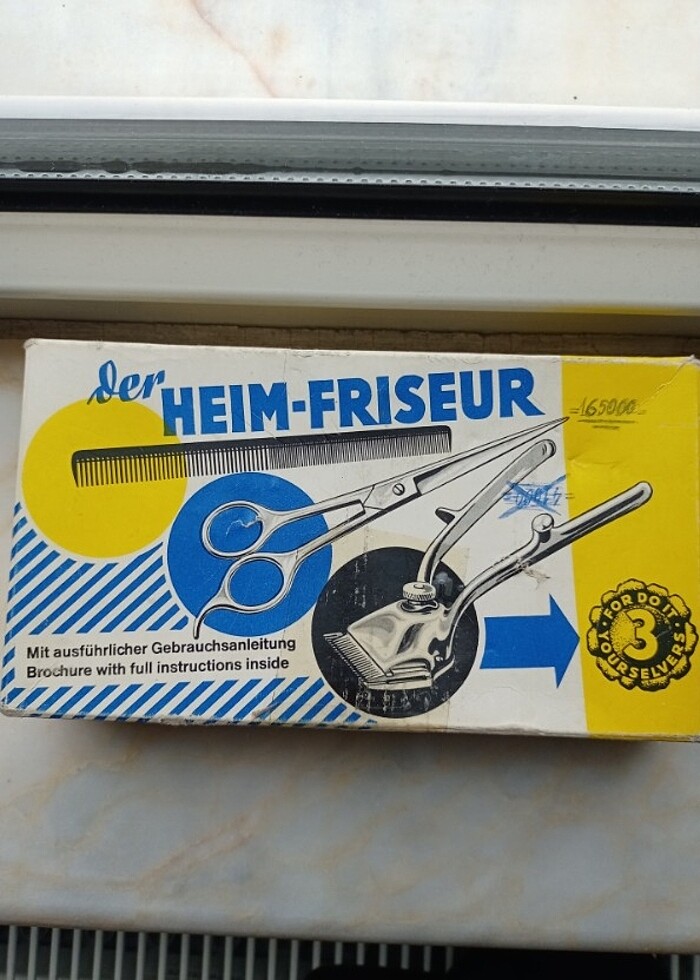 der
HEIM-FRISEUR
=165000=
Mit ausführlicher Gebrauchsanleitung
Brochure with full instructions inside
FOR DO IT
3
YOURSELVERS